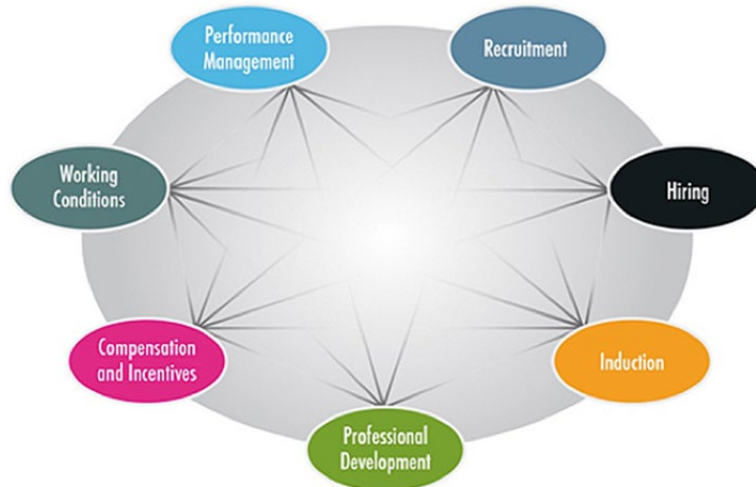 Performance
Management
Recruitment
Working
Conditions
Hiring
Compensation
and Incentives
Induction
Professional
Development